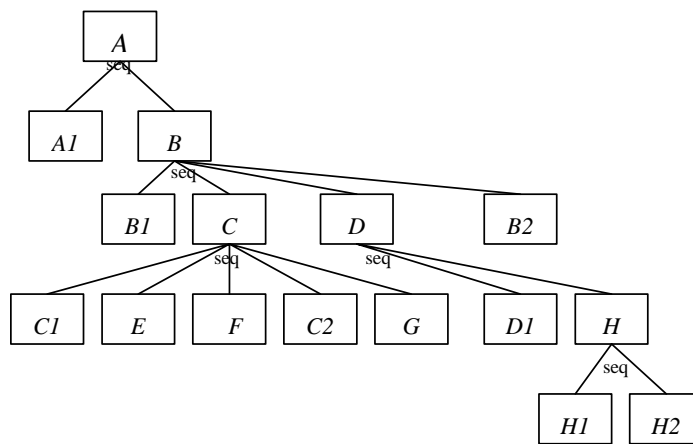 A
seq
A1 B
seq
B1 C D B2
seq seq
C1 E F C2 G D1 H
seq
H1 H2